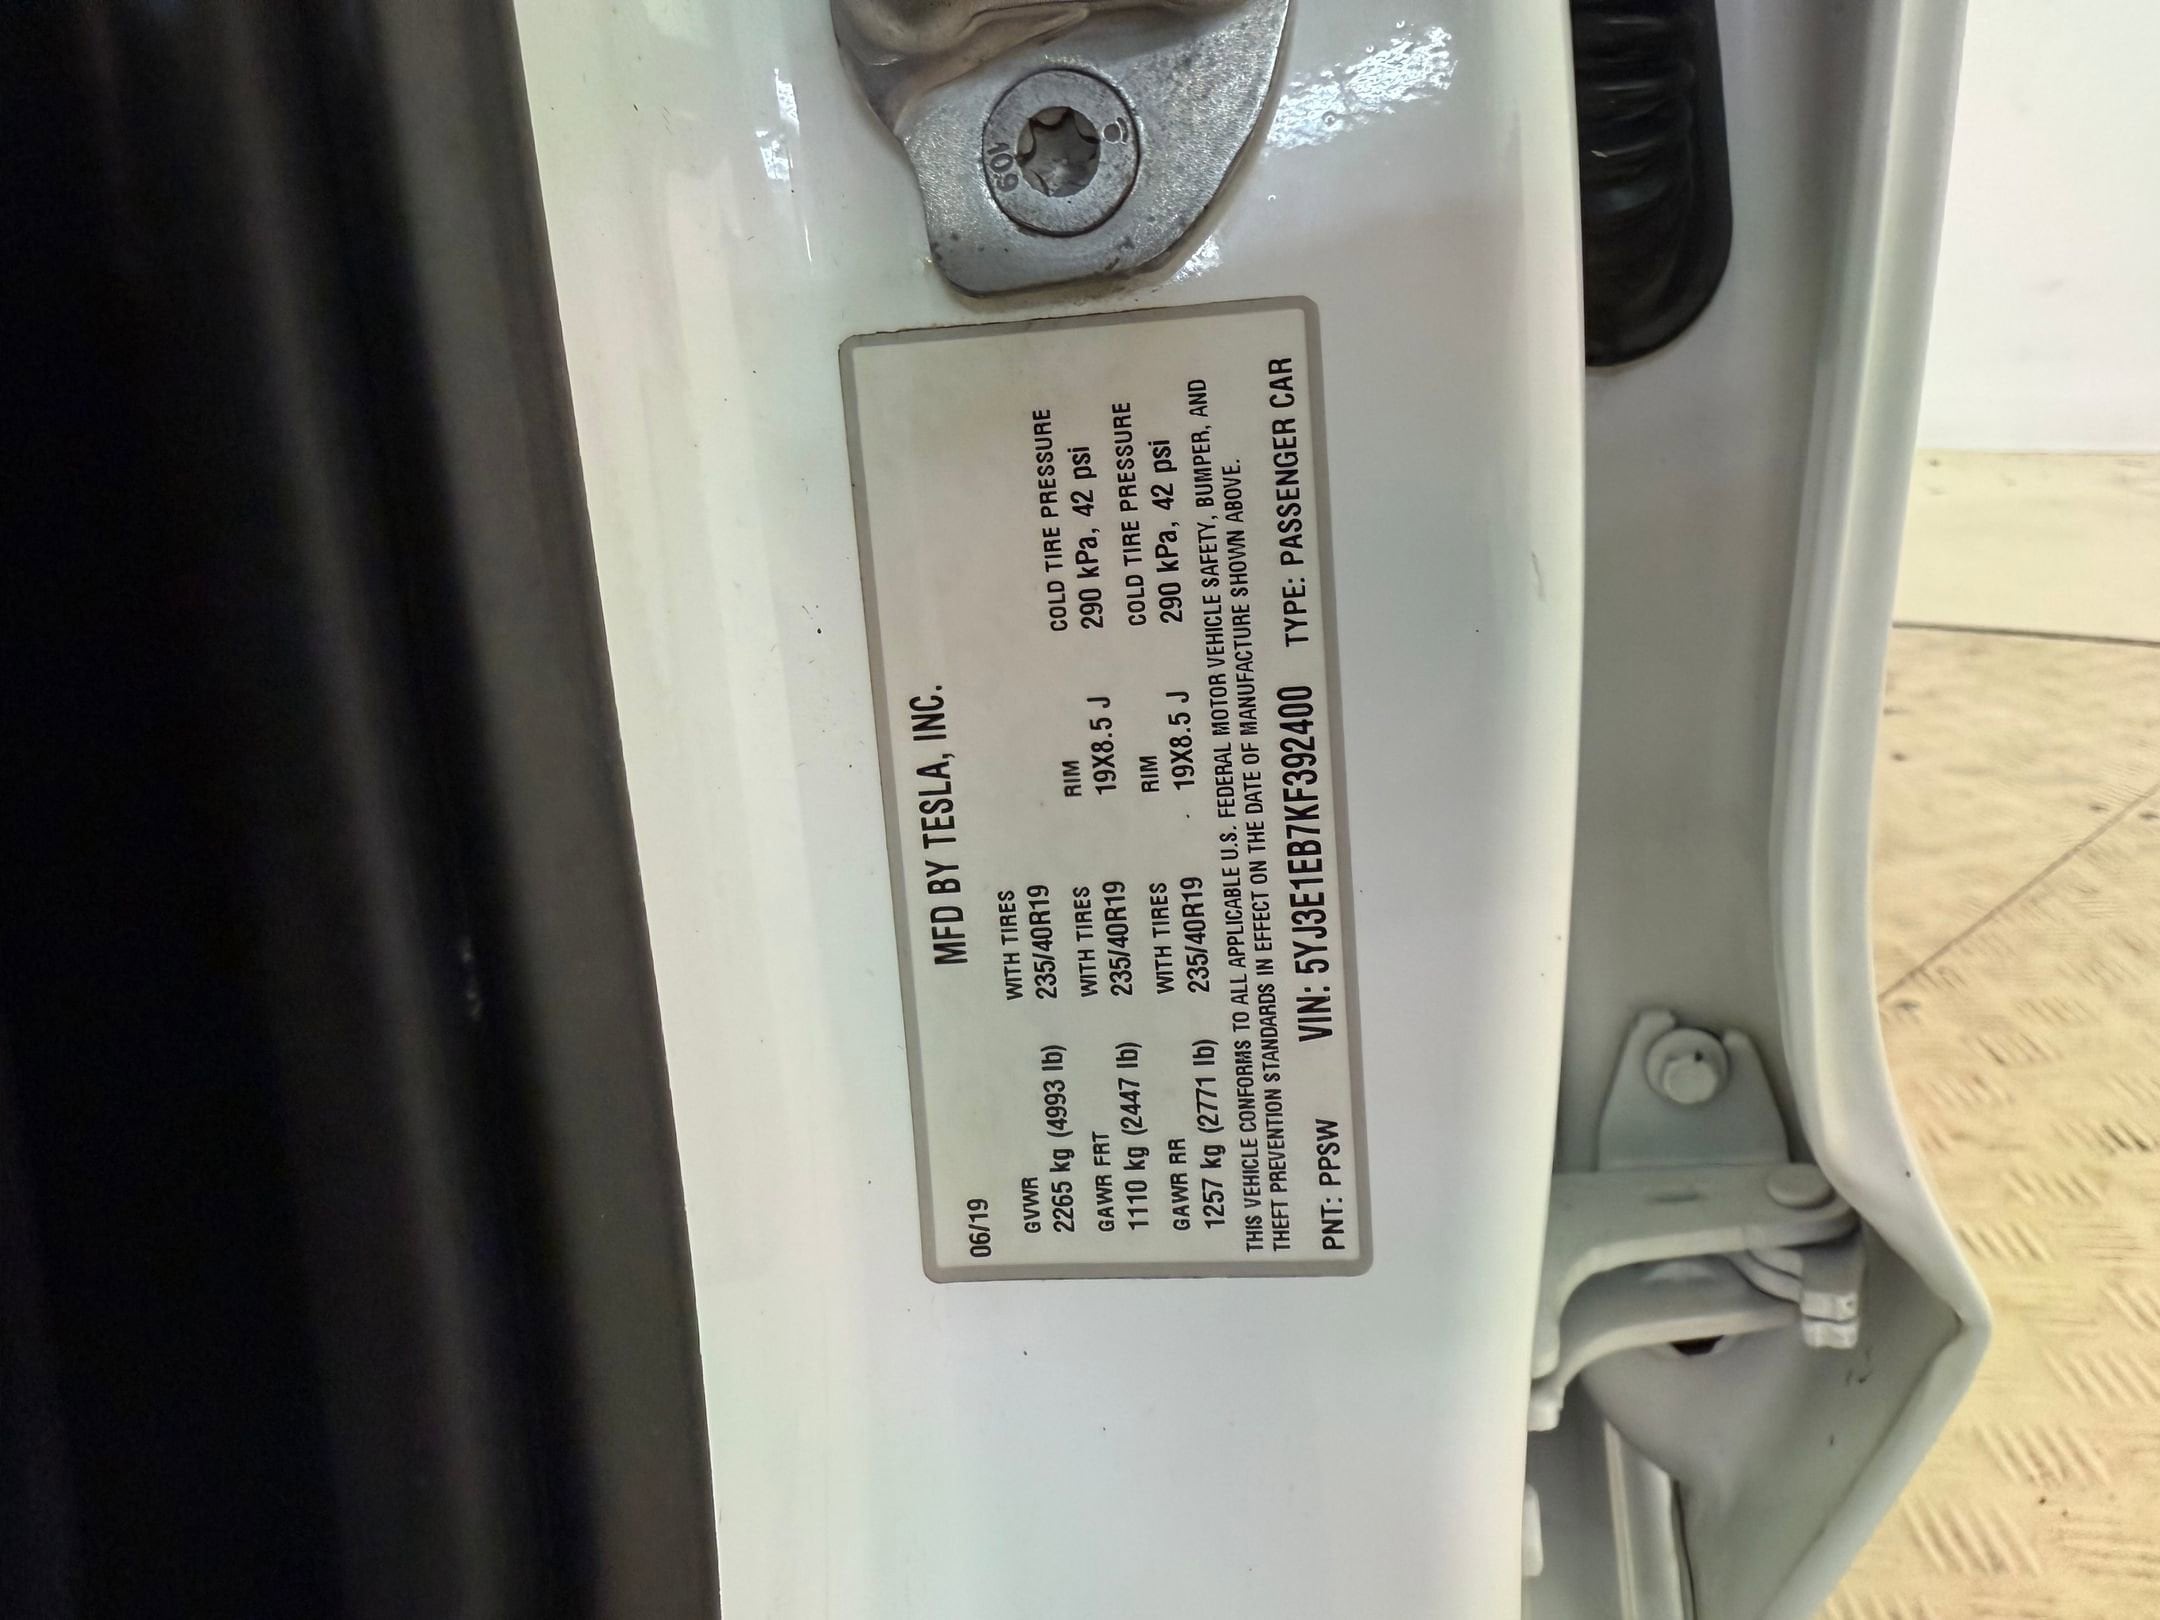 10.9
MFD BY TESLA, INC.
06/19
GVWR WITH TIRES
2265 kg (4993 lb) 235/40R19 RIM COLD TIRE PRESSURE
GAWR FRT WITH TIRES 19X8.5 J 290 kPa, 42 psi
1110 kg (2447 lb) 235/40R19 RIM COLD TIRE PRESSURE
GAWR RR WITH TIRES 19X8.5 J 290 kPa, 42 psi
1257 kg (2771 lb) 235/40R19
THIS VEHICLE CONFORMS TO ALL APPLICABLE U.S. FEDERAL MOTOR VEHICLE SAFETY, BUMPER, AND
THEFT PREVENTION STANDARDS IN EFFECT ON THE DATE OF MANUFACTURE SHOWN ABOVE.
PNT: PPSW VIN: 5YJ3E1EB7KF392400 TYPE: PASSENGER CAR